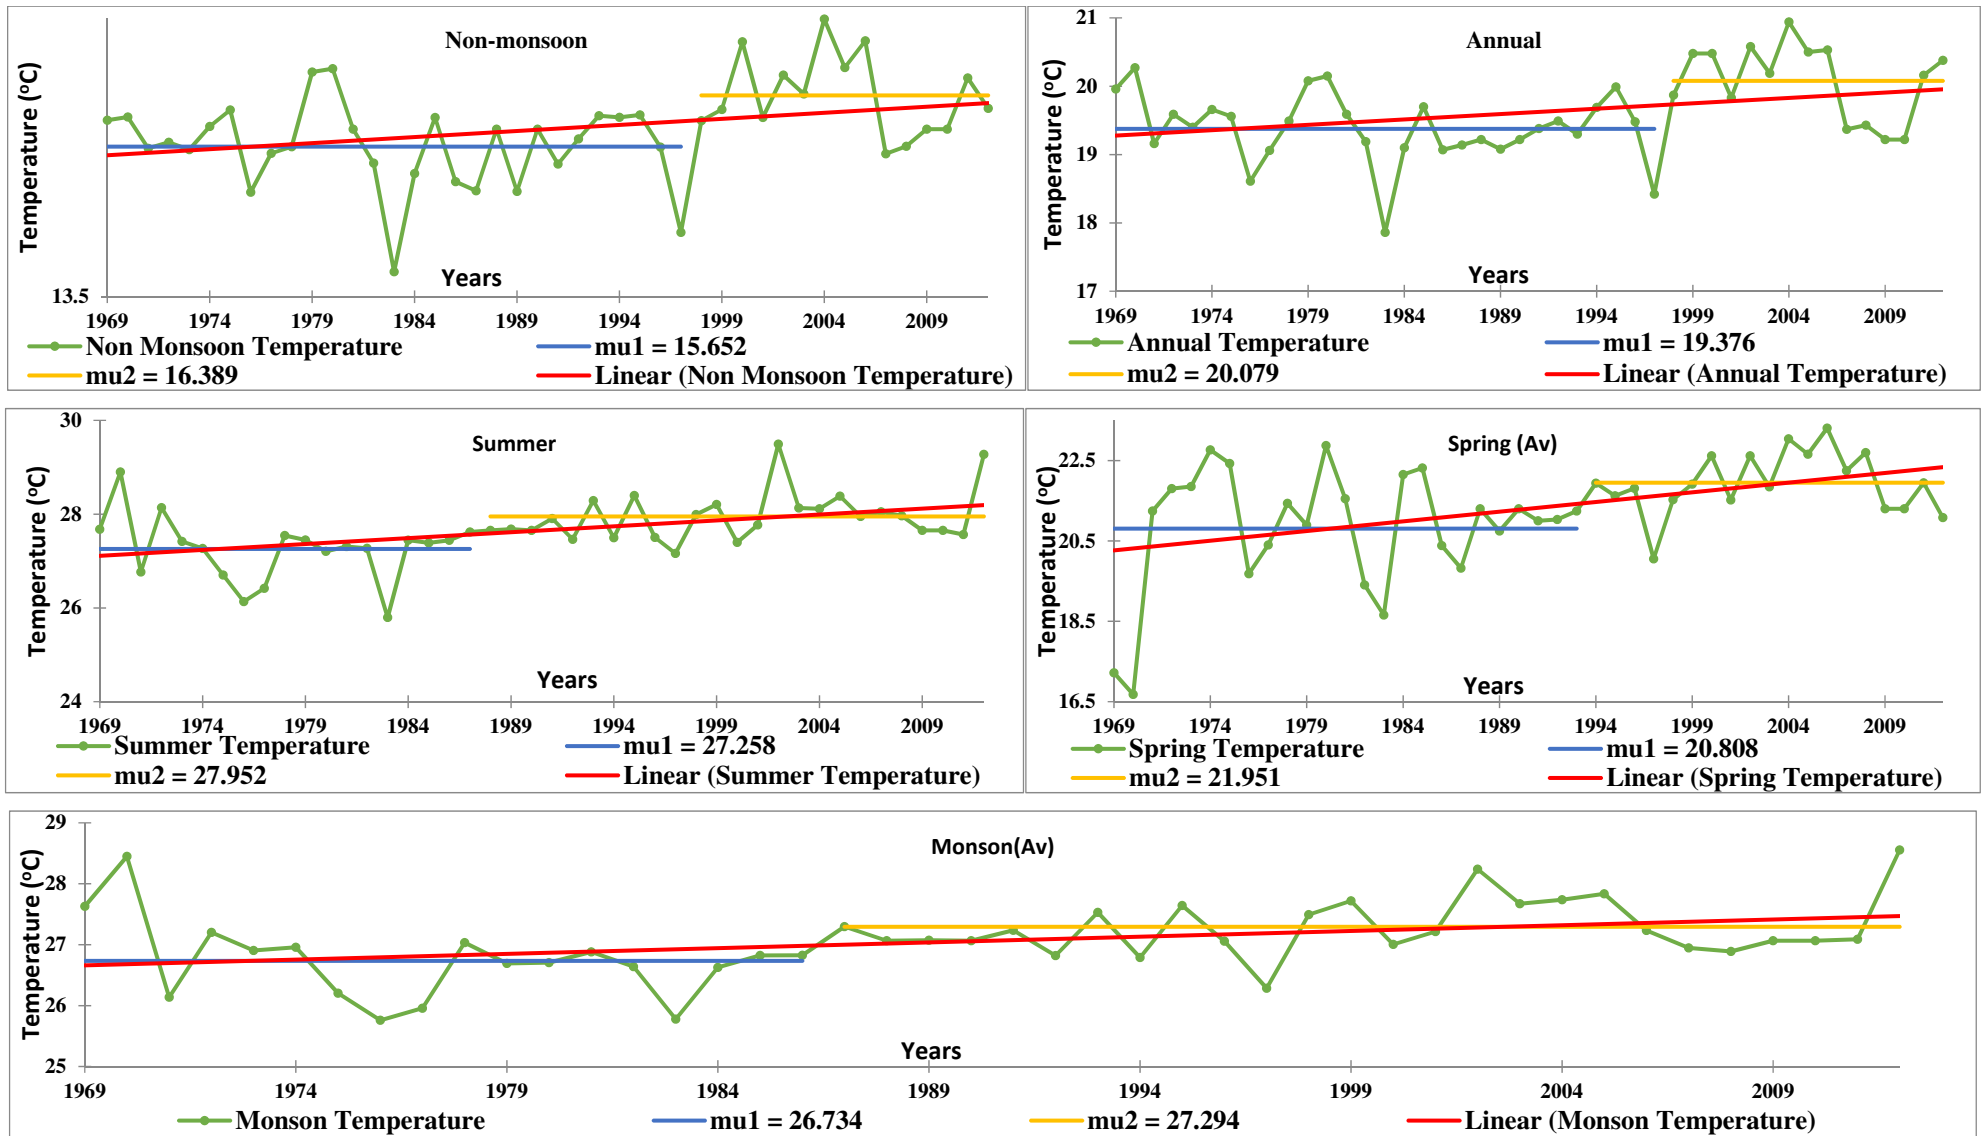 Non-monsoon
Temperature (oC)
Years
13.5
1969 1974 1979 1984 1989 1994 1999 2004 2009
Non Monsoon Temperature mu1 = 15.652
mu2 = 16.389 Linear (Non Monsoon Temperature)
Annual
Temperature (oC)
21
20
19
18
17
Years
1969 1974 1979 1984 1989 1994 1999 2004 2009
Annual Temperature mu1 = 19.376
mu2 = 20.079 Linear (Annual Temperature)
Summer
Temperature (oC)
30
28
26
24
Years
1969 1974 1979 1984 1989 1994 1999 2004 2009
Summer Temperature mu1 = 27.258
mu2 = 27.952 Linear (Summer Temperature)
Spring (Av)
Temperature (oC)
22.5
20.5
18.5
16.5
Years
1969 1974 1979 1984 1989 1994 1999 2004 2009
Spring Temperature mu1 = 20.808
mu2 = 21.951 Linear (Spring Temperature)
Monson(Av)
Temperature (oC)
29
28
27
26
25
Years
1969 1974 1979 1984 1989 1994 1999 2004 2009
Monson Temperature mu1 = 26.734 mu2 = 27.294 Linear (Monson Temperature)